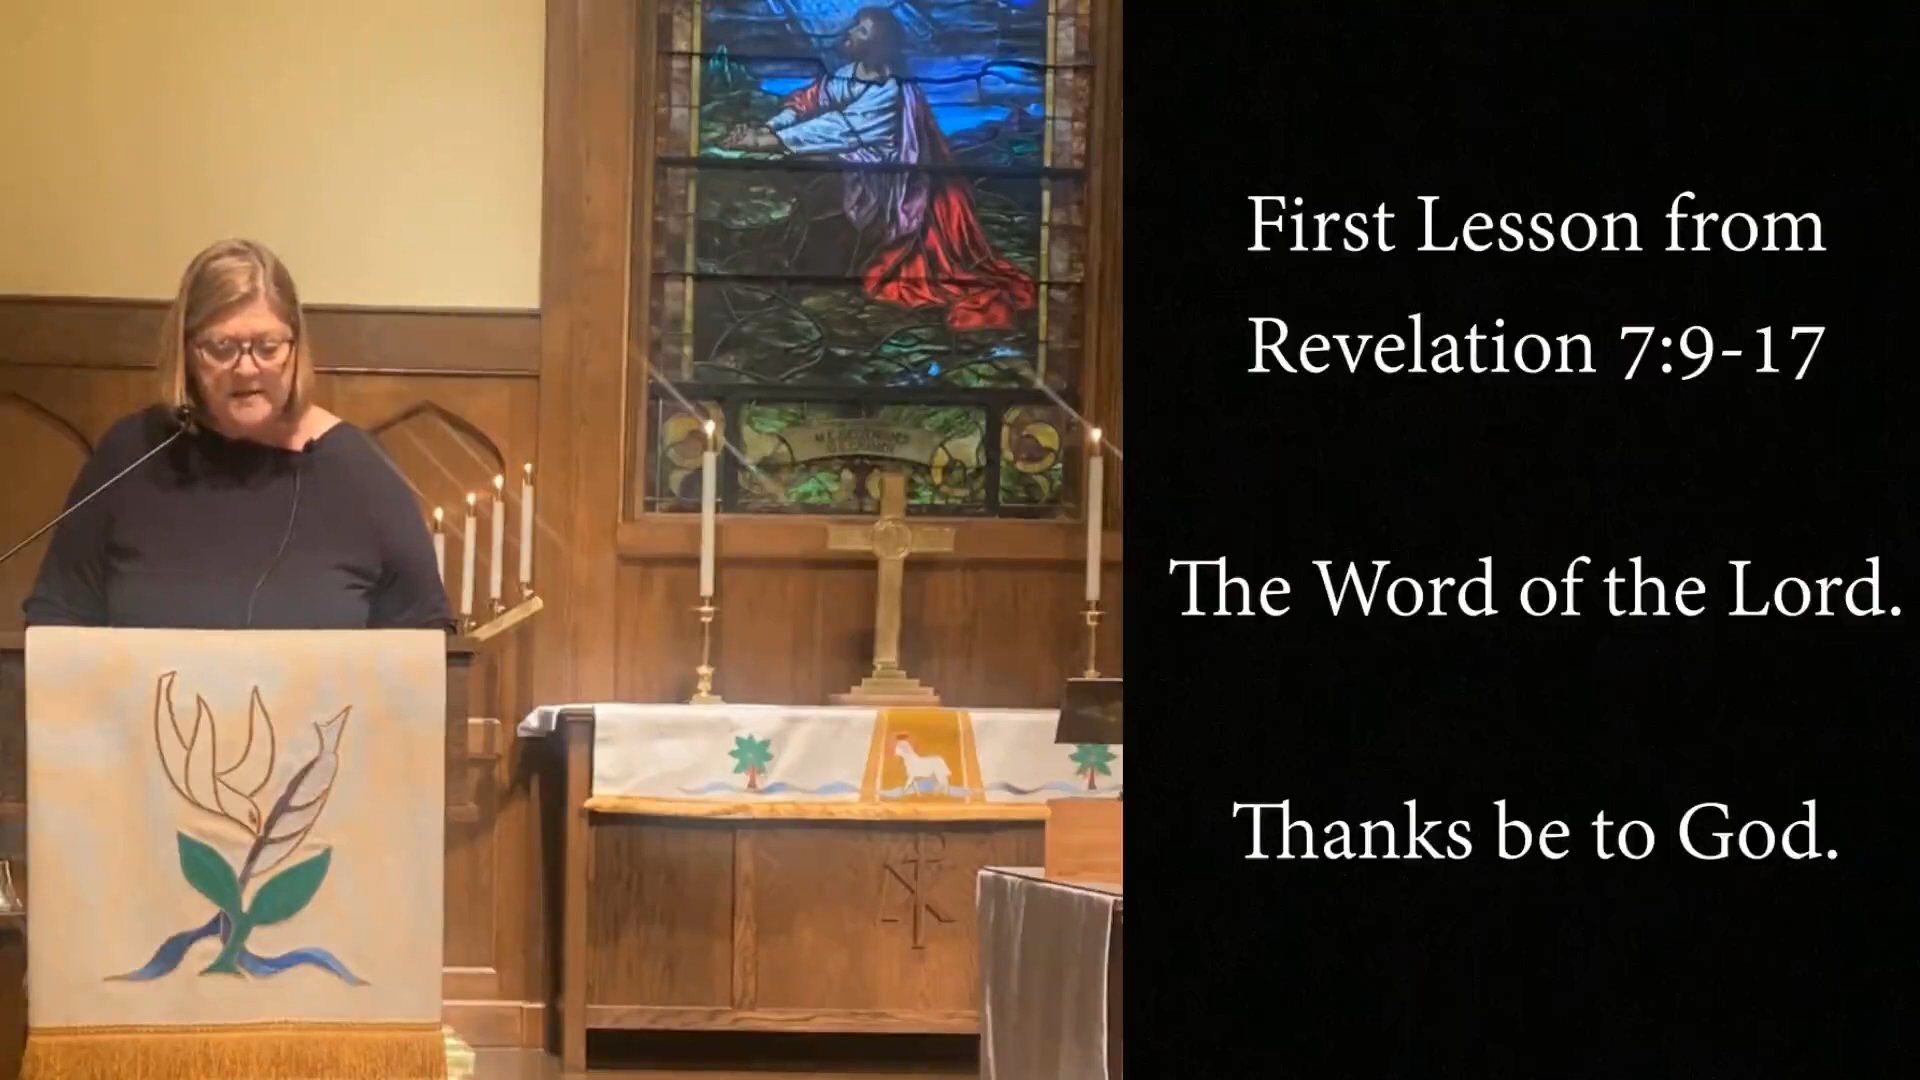 First Lesson from
Revelation 7:9-17
The Word of the Lord.
Thanks be to God.